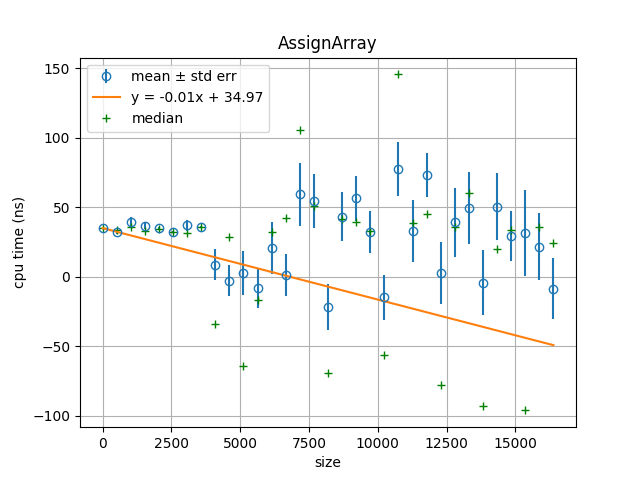 AssignArray
mean ± std err
y = -0.01x + 34.97
median
150
100
50
0
−50
−100
cpu time (ns)
0 2500 5000 7500 10000 12500 15000
size